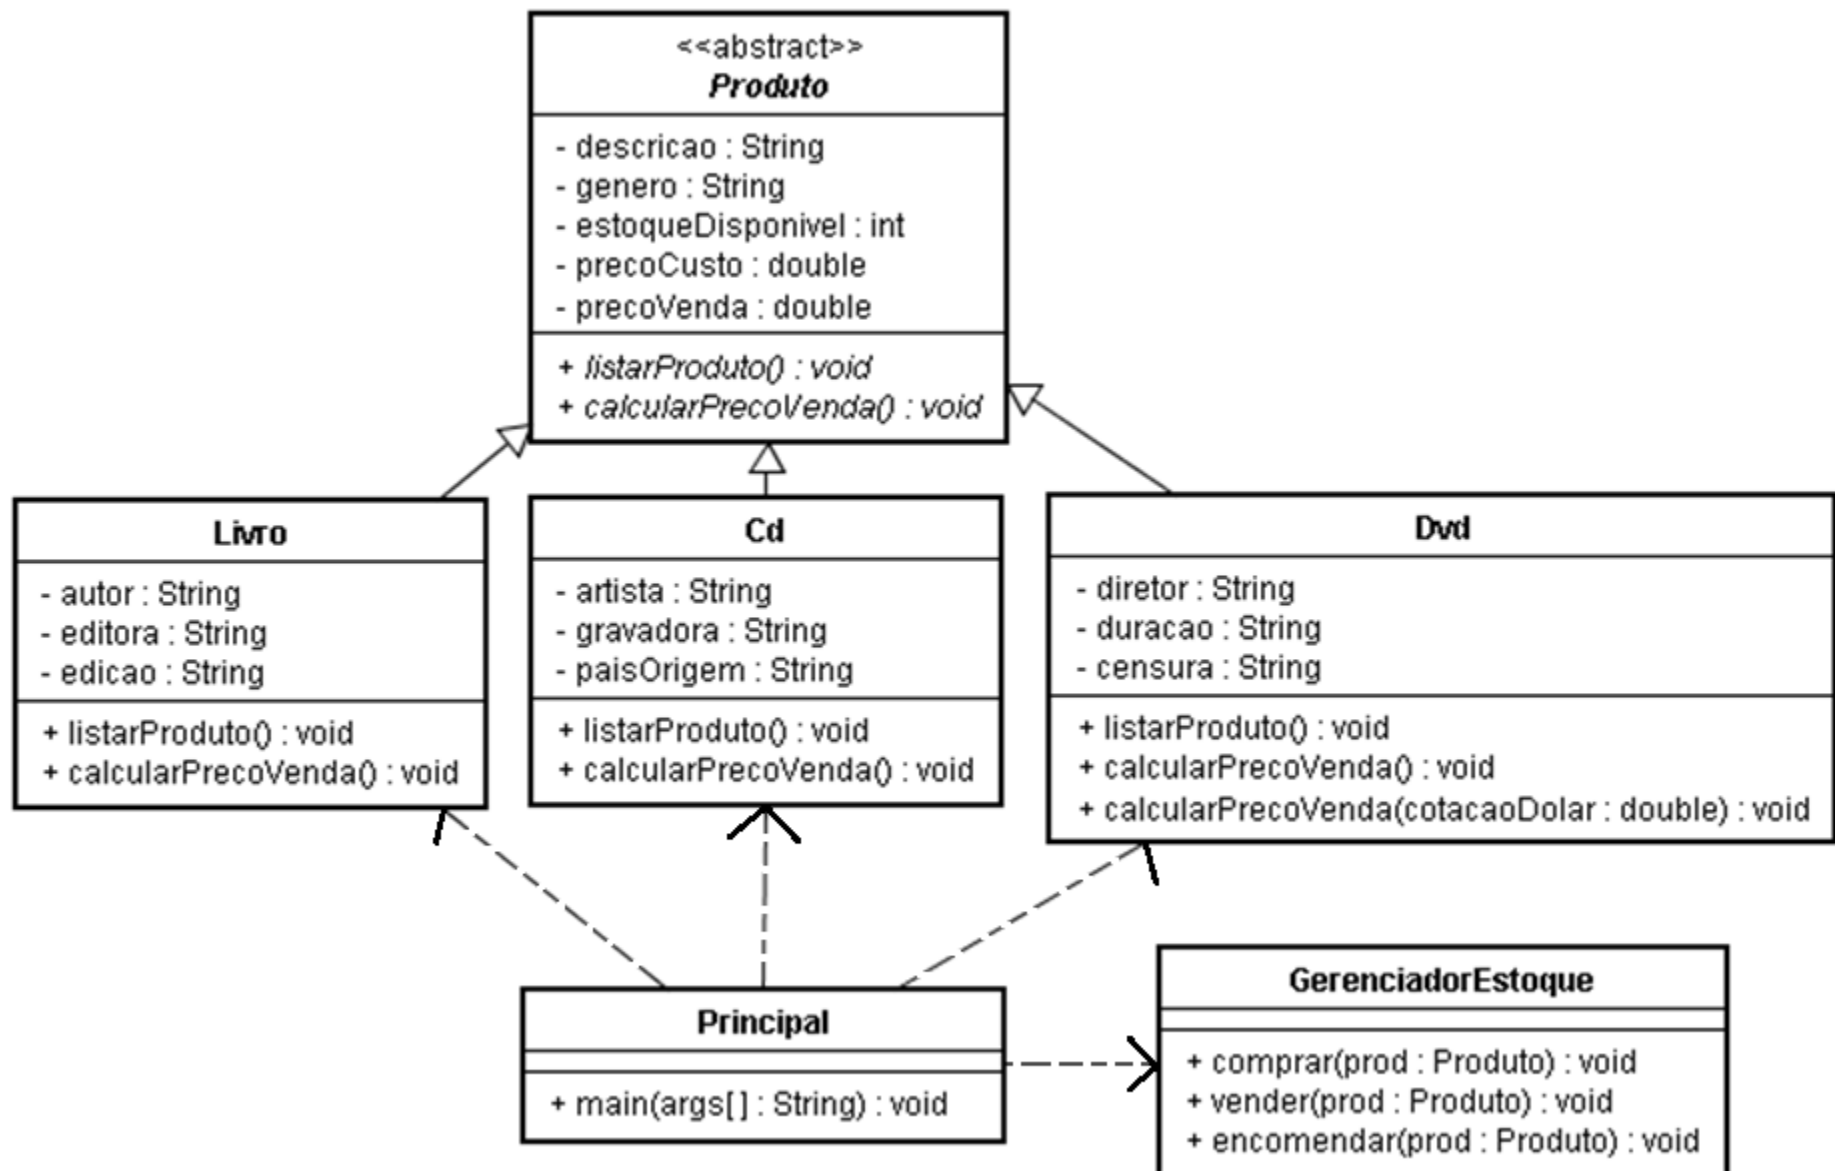 <<abstract>>
Produto
- descricao : String
- genero : String
- estoqueDisponivel : int
- precoCusto : double
- precoVenda : double
+ listarProduto() : void
+ calcularPrecoVenda() : void
Livro
- autor : String
- editora : String
- edicao : String
+ listarProduto() : void
+ calcularPrecoVenda() : void
Cd
- artista : String
- gravadora : String
- paisOrigem : String
+ listarProduto() : void
+ calcularPrecoVenda() : void
Dvd
- diretor : String
- duracao : String
- censura : String
+ listarProduto() : void
+ calcularPrecoVenda() : void
+ calcularPrecoVenda(cotacaoDolar : double) : void
Principal
+ main(args[] : String) : void
GerenciadorEstoque
+ comprar(prod : Produto) : void
+ vender(prod : Produto) : void
+ encomendar(prod : Produto) : void